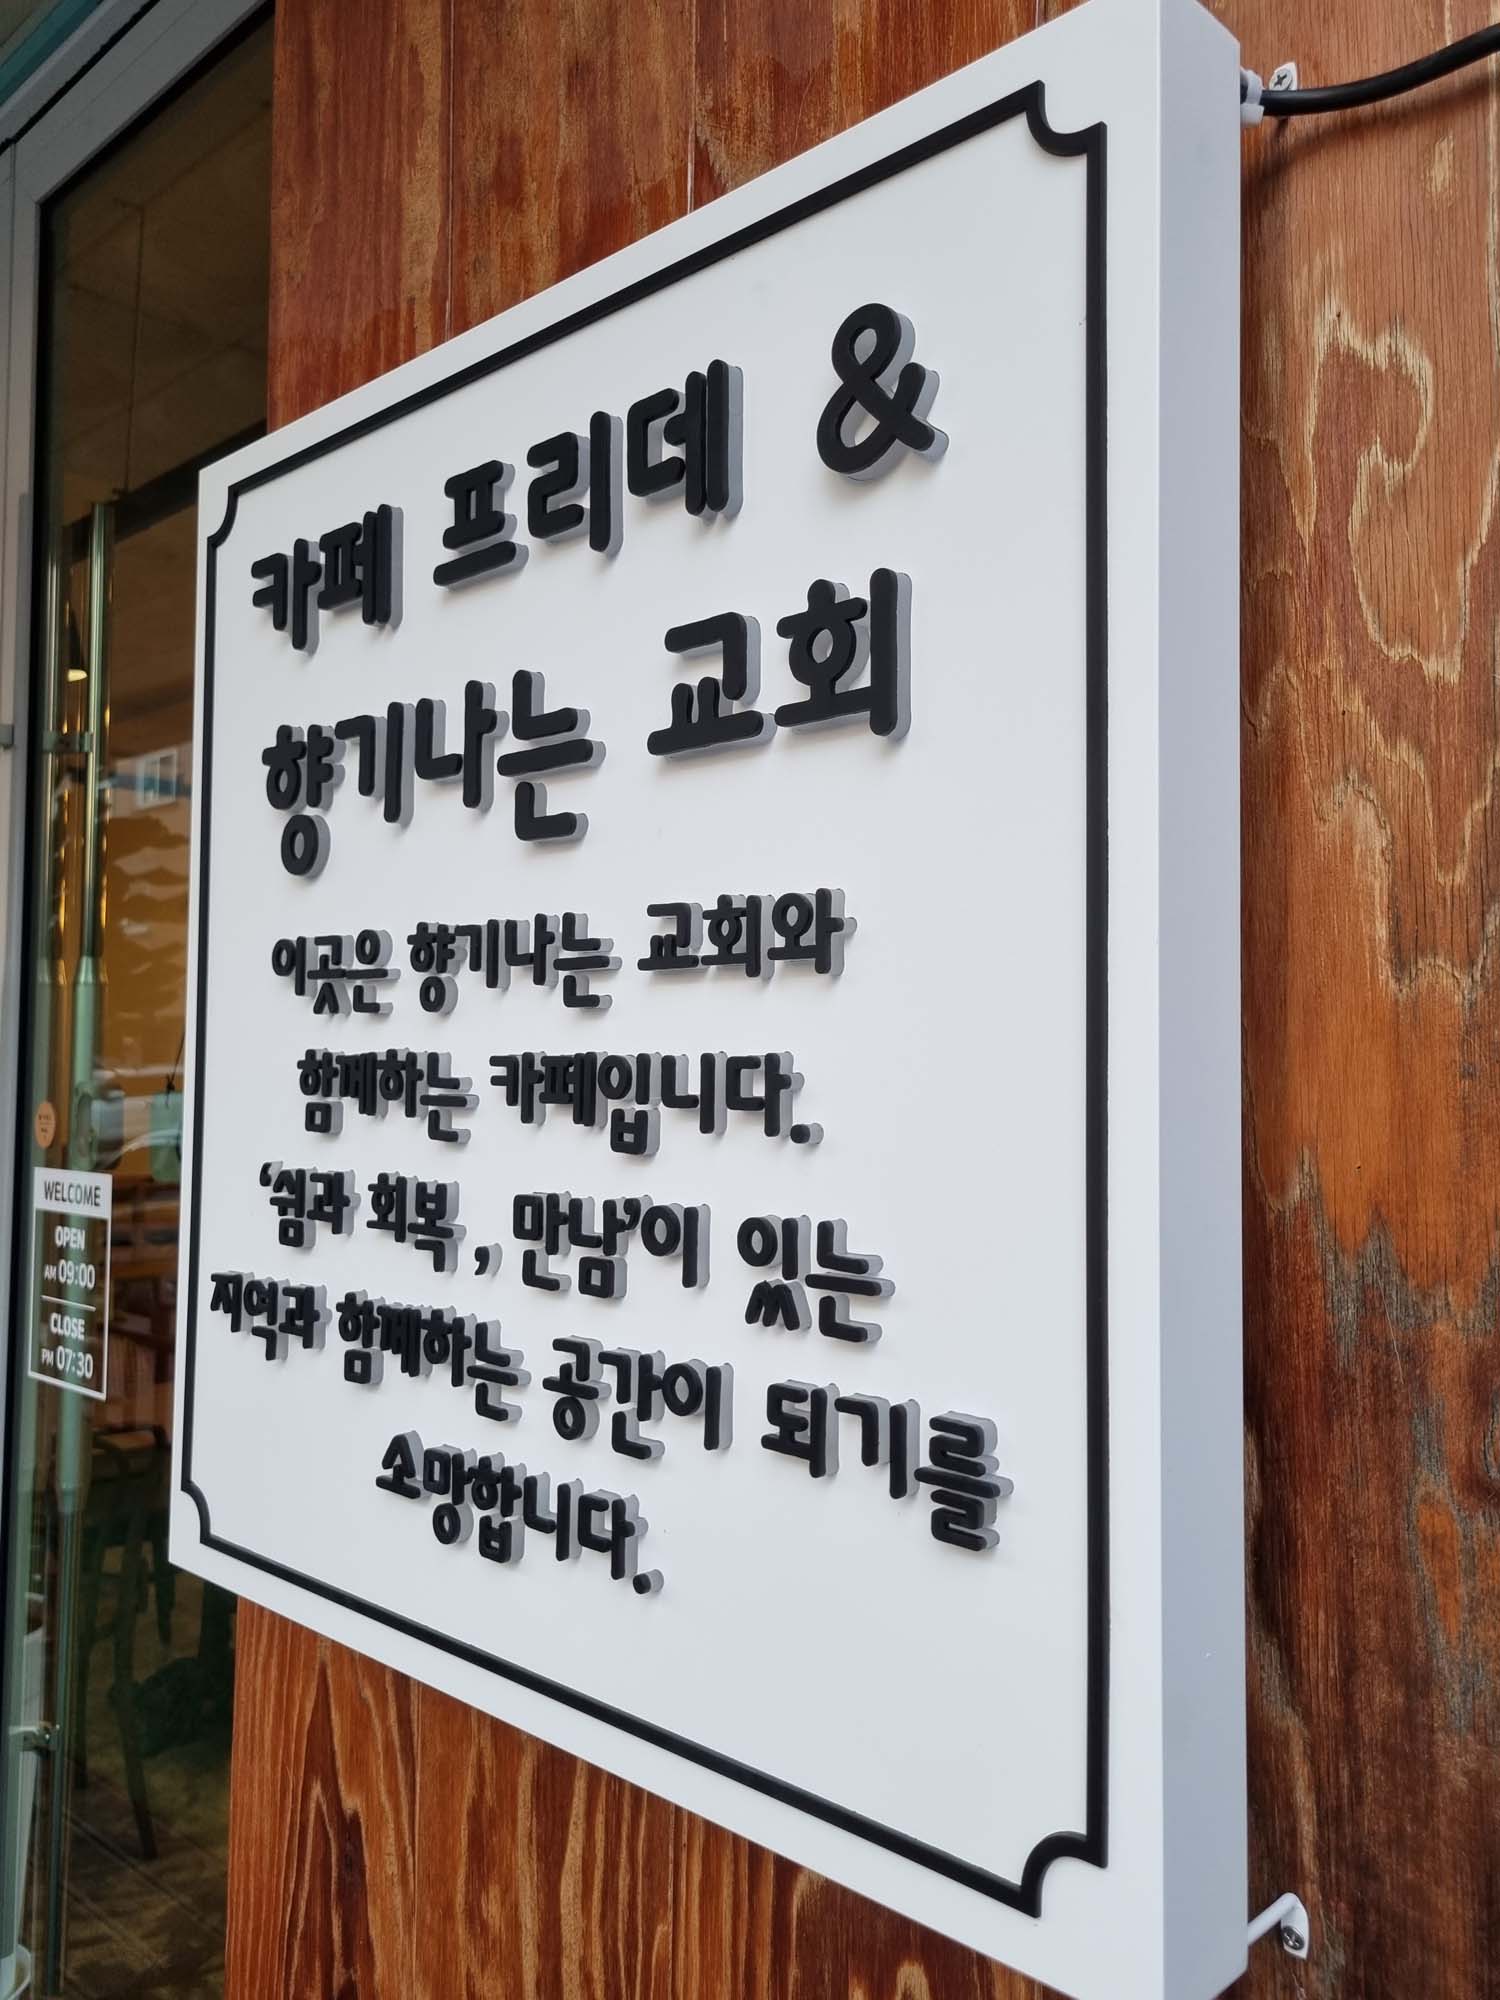 카페 프리데 &
향기나는 교회
이곳은 향기나는 교회와
함께하는 카페입니다.
‘쉼과 회복, 만남’이 있는
지역과 함께하는 공간이 되기를
소망합니다.
WELCOME
OPEN
AM 09:00
CLOSE
PM 07:30